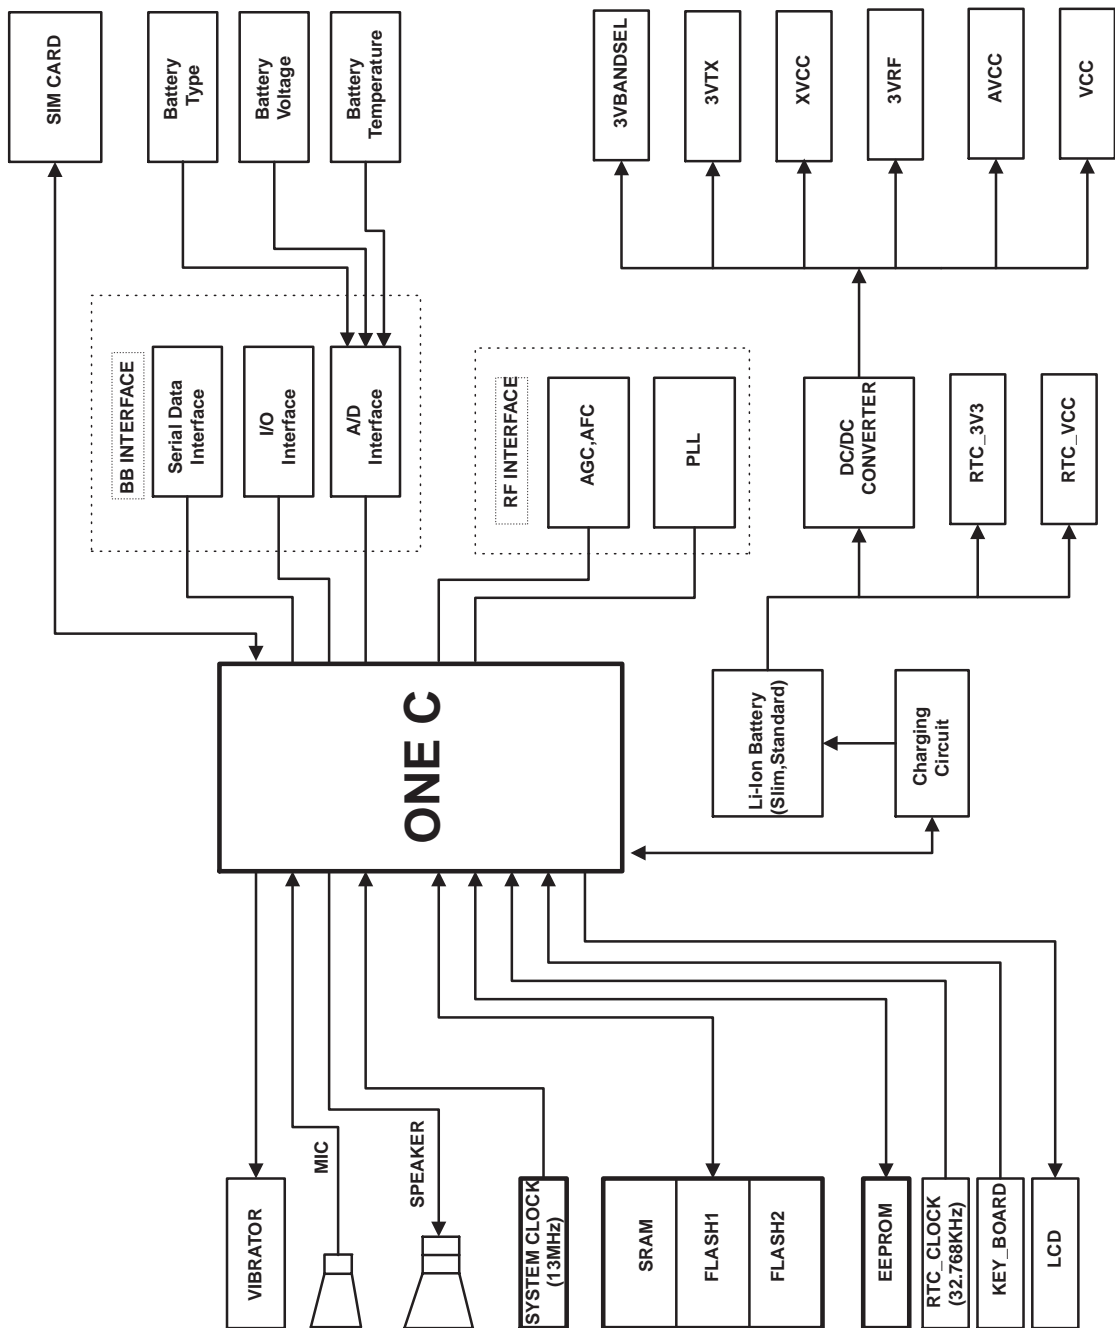 SIM CARD
Battery
Type
Battery
Voltage
Battery
Temperature
3VBANDSEL
3VTX
XVCC
3VRF
AVCC
VCC
BB INTERFACE
Serial Data
Interface
I/O
Interface
A/D
Interface
RF INTERFACE
AGC,AFC
PLL
DC/DC
CONVERTER
RTC_3V3
RTC_VCC
ONE C
Li-Ion Battery
(Slim,Standard)
Charging
Circuit
VIBRATOR
MIC
SPEAKER
SYSTEM CLOCK
(13MHz)
SRAM
FLASH1
FLASH2
EEPROM
RTC_CLOCK
(32.768KHz)
KEY_BOARD
LCD